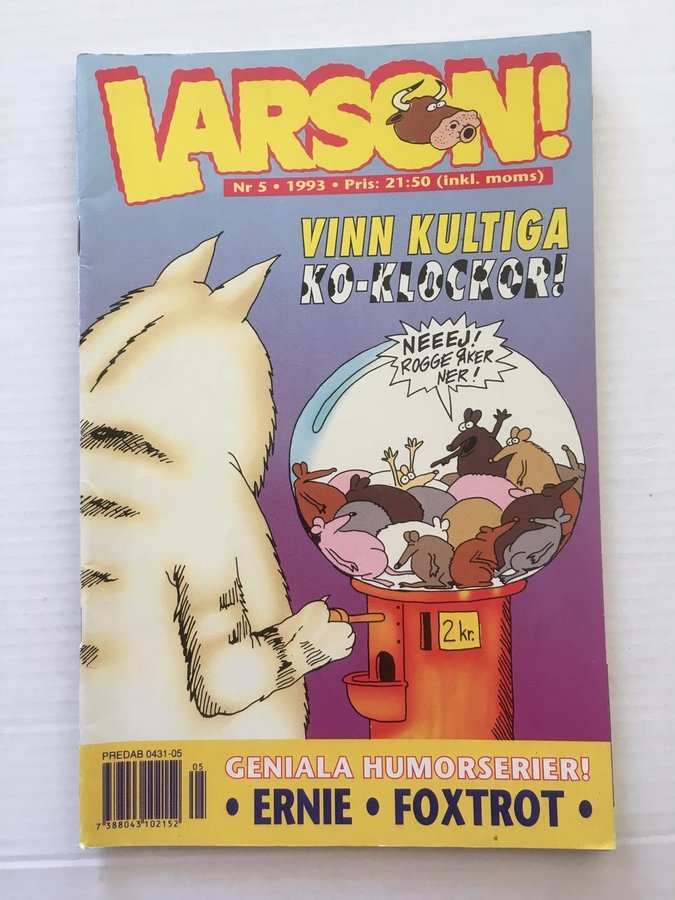 LARSON!
Nr 5 • 1993 • Pris: 21:50 (inkl. moms)
VINN KULTIGA
KO-KLOCKOR!
NEEEJ!
ROGGE ÅKER
NER!
2 kr.
PREDAB 0431-05
05
7 388043 102152
GENIALA HUMORSERIER!
• ERNIE • FOXTROT •